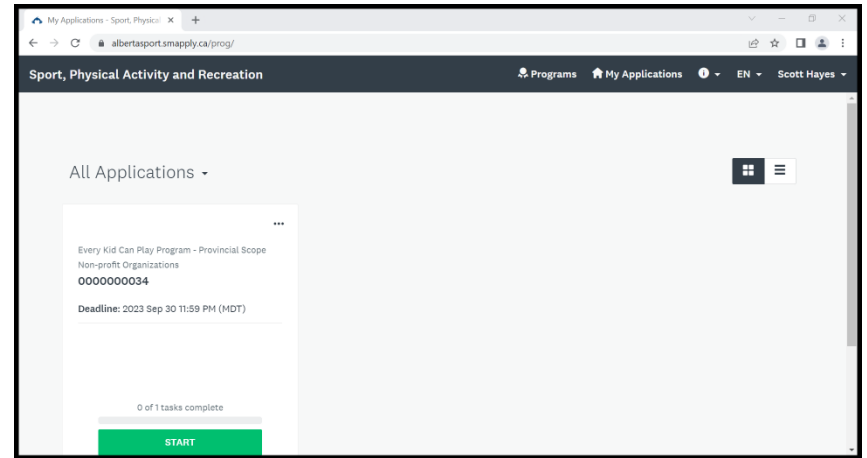 My Applications - Sport, Physical
albertasport.smapply.ca/prog/
Sport, Physical Activity and Recreation
Programs
My Applications
EN
Scott Hayes
All Applications
Every Kid Can Play Program - Provincial Scope
Non-profit Organizations
0000000034
Deadline: 2023 Sep 30 11:59 PM (MDT)
0 of 1 tasks complete
START